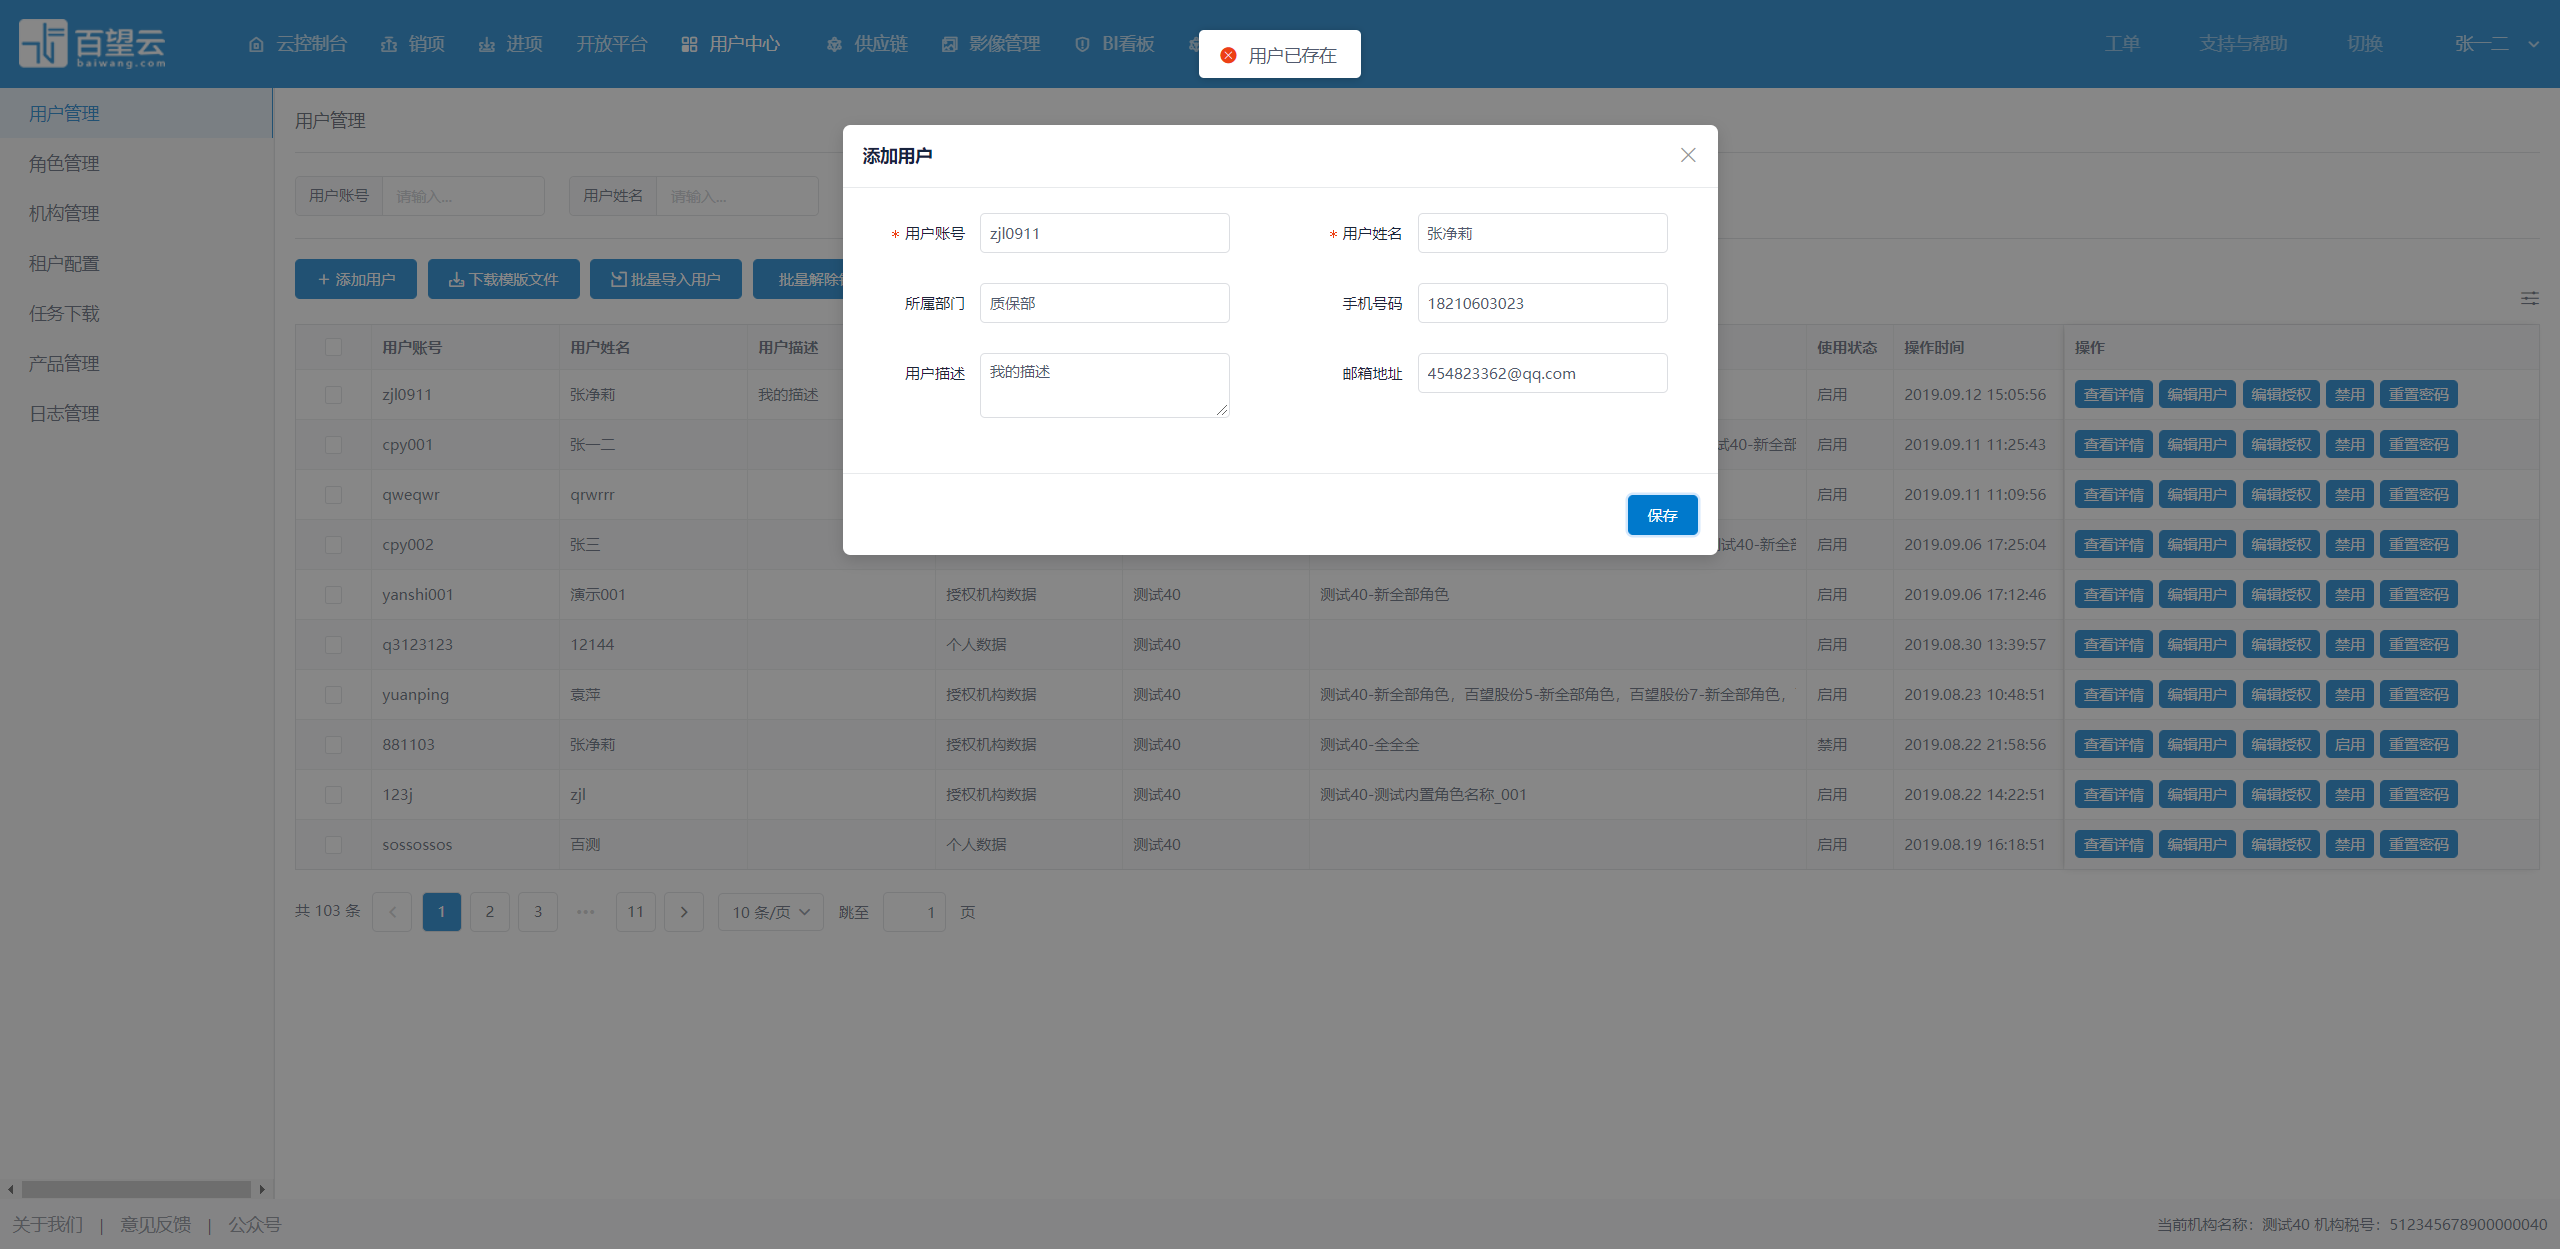 百望云
baiwang.com
云控制台 销项 进项 开放平台 用户中心 供应链 影像管理 BI看板 工单 支持与帮助 切换 张一二
用户已存在
用户管理
角色管理
机构管理
租户配置
任务下载
产品管理
日志管理
用户管理
用户账号 请输入... 用户姓名 请输入...
添加用户 下载模版文件 批量导入用户 批量解除
添加用户
* 用户账号 zjl0911 * 用户姓名 张净莉
所属部门 质保部 手机号码 18210603023
用户描述 我的描述 邮箱地址 454823362@qq.com
保存
用户账号 用户姓名 用户描述 使用状态 操作时间 操作
zjl0911 张净莉 我的描述 启用 2019.09.12 15:05:56 查看详情 编辑用户 编辑授权 禁用 重置密码
cpy001 张一二 试40-新全部 启用 2019.09.11 11:25:43 查看详情 编辑用户 编辑授权 禁用 重置密码
qweqwr qrwrrr 启用 2019.09.11 11:09:56 查看详情 编辑用户 编辑授权 禁用 重置密码
cpy002 张三 试40-新全部 启用 2019.09.06 17:25:04 查看详情 编辑用户 编辑授权 禁用 重置密码
yanshi001 演示001 授权机构数据 测试40 测试40-新全部角色 启用 2019.09.06 17:12:46 查看详情 编辑用户 编辑授权 禁用 重置密码
q3123123 12144 个人数据 测试40 启用 2019.08.30 13:39:57 查看详情 编辑用户 编辑授权 禁用 重置密码
yuanping 袁萍 授权机构数据 测试40 测试40-新全部角色，百望股份5-新全部角色，百望股份7-新全部角色， 启用 2019.08.23 10:48:51 查看详情 编辑用户 编辑授权 禁用 重置密码
881103 张净莉 授权机构数据 测试40 测试40-全全全 禁用 2019.08.22 21:58:56 查看详情 编辑用户 编辑授权 启用 重置密码
123j zjl 授权机构数据 测试40 测试40-测试内置角色名称_001 启用 2019.08.22 14:22:51 查看详情 编辑用户 编辑授权 禁用 重置密码
sossossos 百测 个人数据 测试40 启用 2019.08.19 16:18:51 查看详情 编辑用户 编辑授权 禁用 重置密码
共 103 条 1 2 3 ••• 11 10 条/页 跳至 1 页
关于我们 | 意见反馈 | 公众号 当前机构名称：测试40 机构税号：512345678900000040